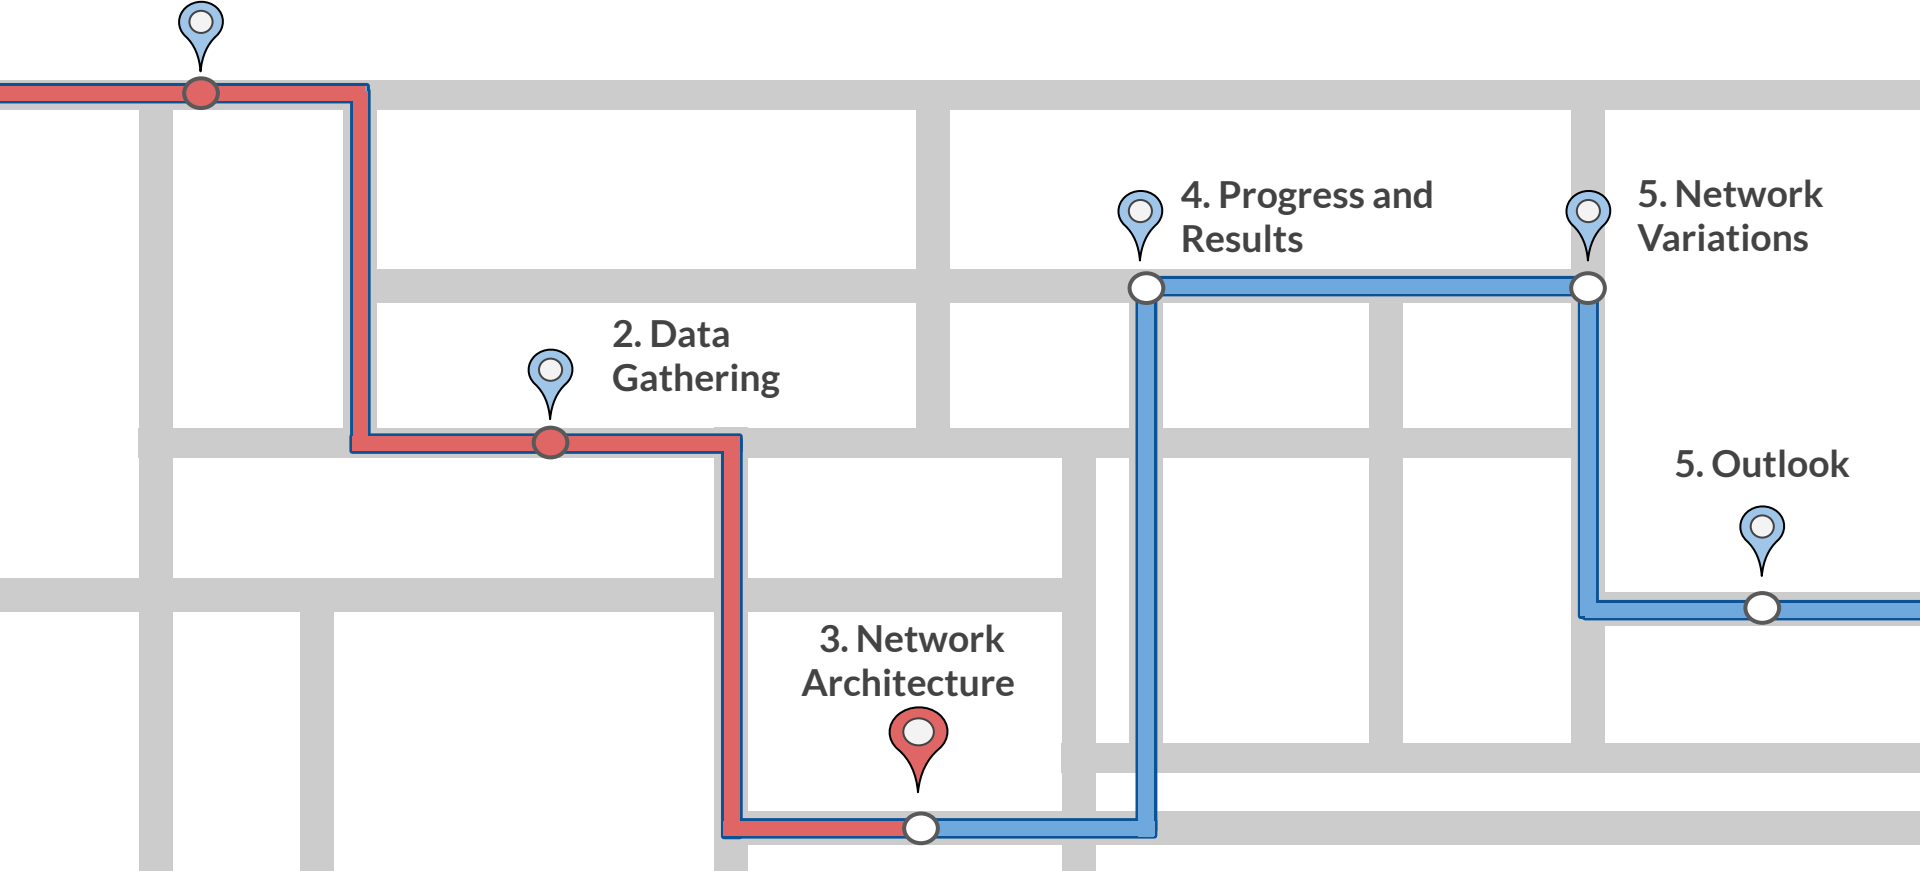 4. Progress and
Results
5. Network
Variations
2. Data
Gathering
5. Outlook
3. Network
Architecture